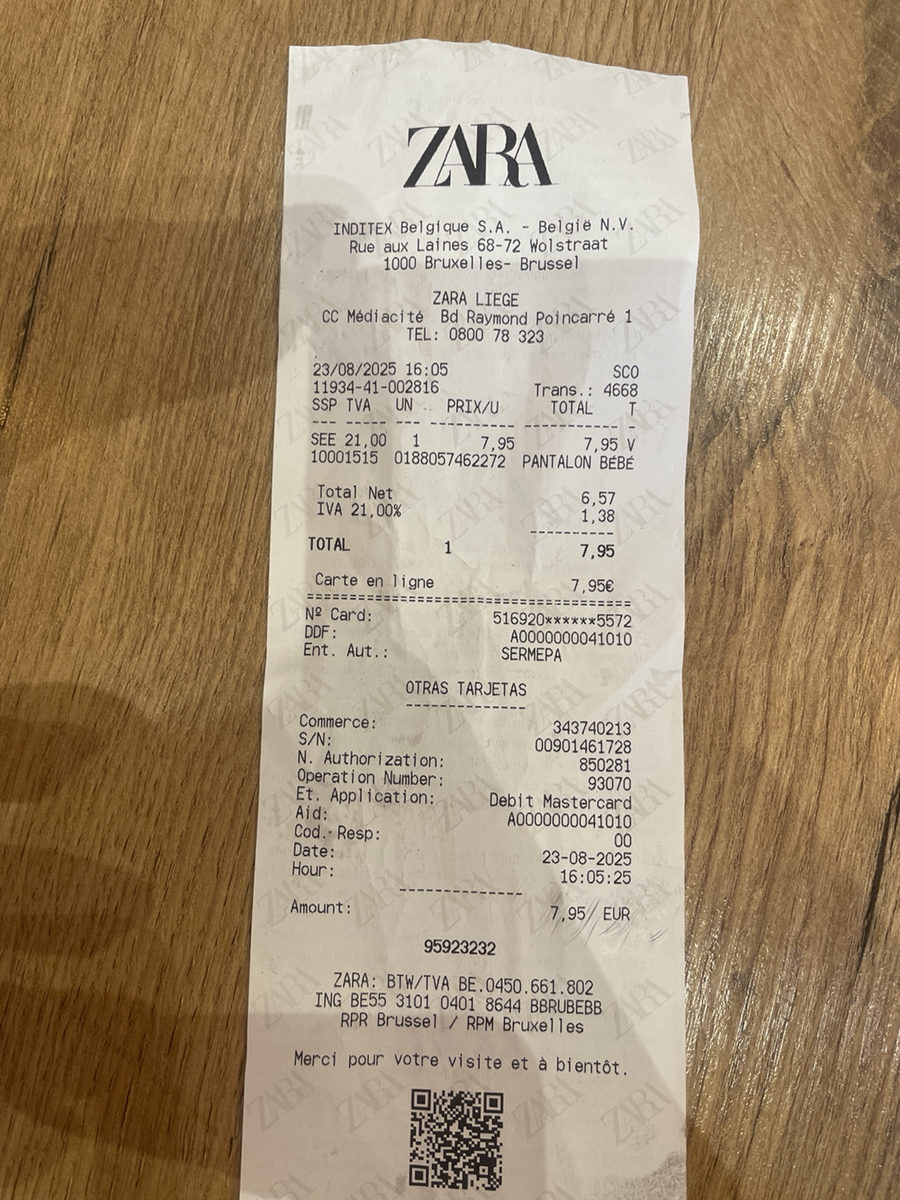 ZARA
INDITEX Belgique S.A. - België N.V.
Rue aux Laines 68-72 Wolstraat
1000 Bruxelles- Brussel
ZARA LIEGE
CC Médiacité Bd Raymond Poincarré 1
TEL: 0800 78 323
23/08/2025 16:05 SCO
11934-41-002816 Trans.: 4668
SSP TVA UN PRIX/U TOTAL T
--- ----- --- ---------- ----------- -
SEE 21,00 1 7,95 7,95 V
10001515 0188057462272 PANTALON BÉBÉ
Total Net 6,57
IVA 21,00% 1,38
----------
TOTAL 1 7,95
Carte en ligne 7,95€
========================================
Nº Card: 516920******5572
DDF: A0000000041010
Ent. Aut.: SERMEPA
OTRAS TARJETAS
--------------
Commerce: 343740213
S/N: 00901461728
N. Authorization: 850281
Operation Number: 93070
Et. Application: Debit Mastercard
Aid: A0000000041010
Cod. Resp: 00
Date: 23-08-2025
Hour: 16:05:25
--------------
Amount: 7,95 EUR
95923232
ZARA: BTW/TVA BE.0450.661.802
ING BE55 3101 0401 8644 BBRUBEBB
RPR Brussel / RPM Bruxelles
Merci pour votre visite et à bientôt.